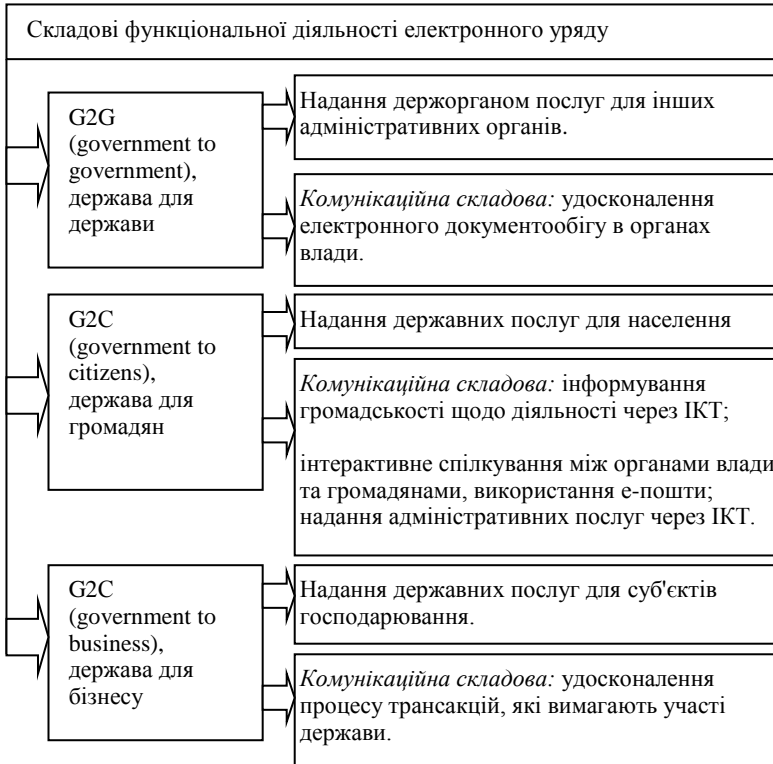 Складові функціональної діяльності електронного уряду
G2G
(government to
government),
держава для
держави
Надання держорганом послуг для інших
адміністративних органів.
Комунікаційна складова: удосконалення
електронного документообігу в органах
влади.
G2C
(government to
citizens),
держава для
громадян
Надання державних послуг для населення
Комунікаційна складова: інформування
громадськості щодо діяльності через ІКТ;
інтерактивне спілкування між органами влади
та громадянами, використання е-пошти;
надання адміністративних послуг через ІКТ.
G2C
(government to
business),
держава для
бізнесу
Надання державних послуг для суб'єктів
господарювання.
Комунікаційна складова: удосконалення
процесу трансакцій, які вимагають участі
держави.